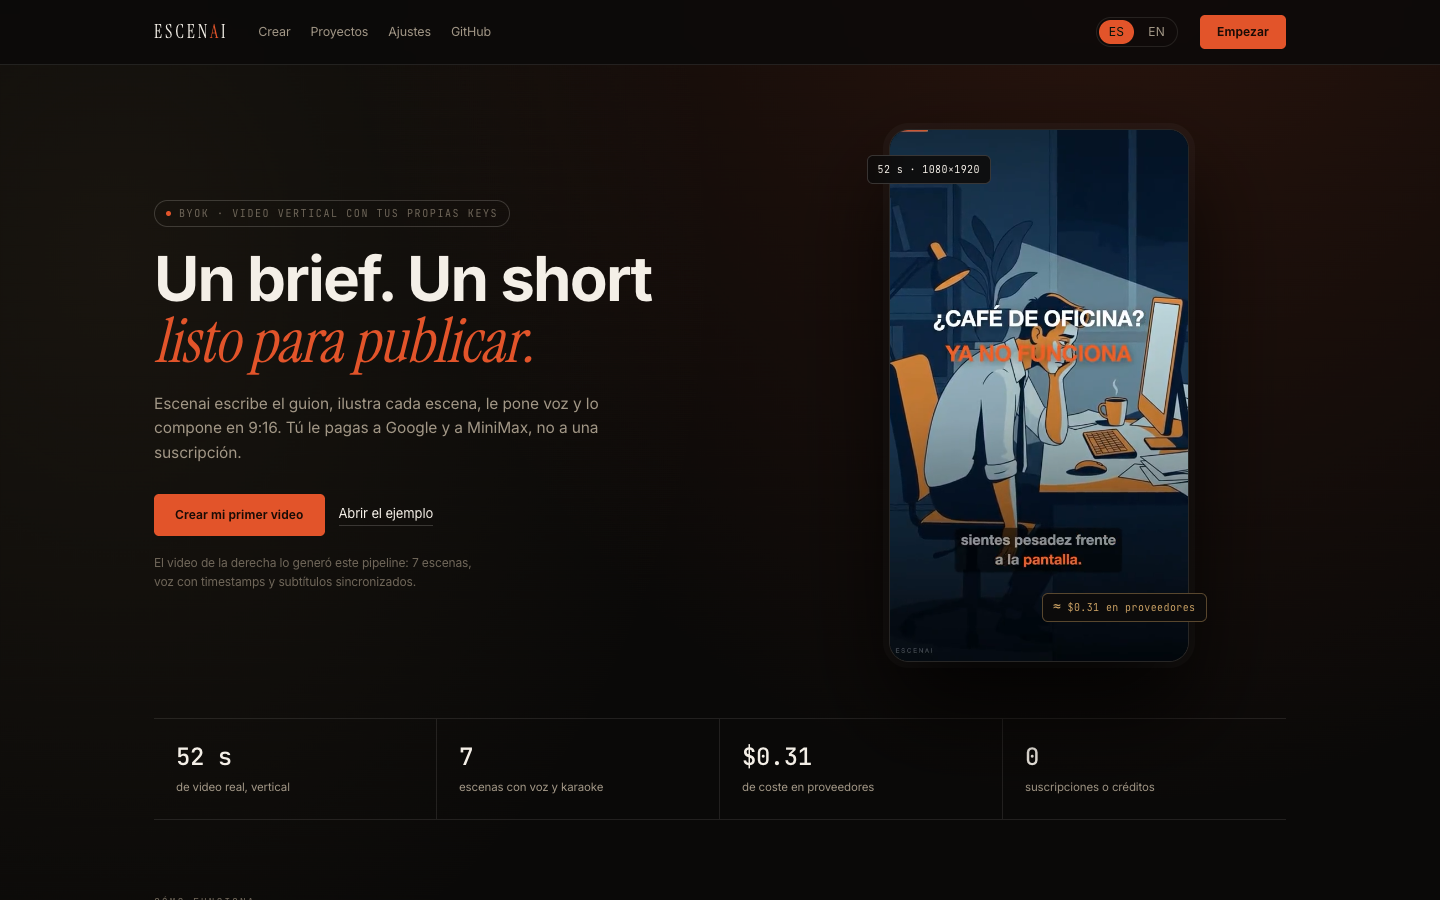 ESCENAI
Crear
Proyectos
Ajustes
GitHub
ES
EN
Empezar
BYOK · VIDEO VERTICAL CON TUS PROPIAS KEYS
Un brief. Un short
listo para publicar.
Escenai escribe el guion, ilustra cada escena, le pone voz y lo
compone en 9:16. Tú le pagas a Google y a MiniMax, no a una
suscripción.
Crear mi primer video
Abrir el ejemplo
El video de la derecha lo generó este pipeline: 7 escenas,
voz con timestamps y subtítulos sincronizados.
52 s · 1080×1920
¿CAFÉ DE OFICINA?
YA NO FUNCIONA
sientes pesadez frente
a la pantalla.
≈ $0.31 en proveedores
ESCENAI
52 s
de video real, vertical
7
escenas con voz y karaoke
$0.31
de coste en proveedores
0
suscripciones o créditos
CÓMO FUNCIONA